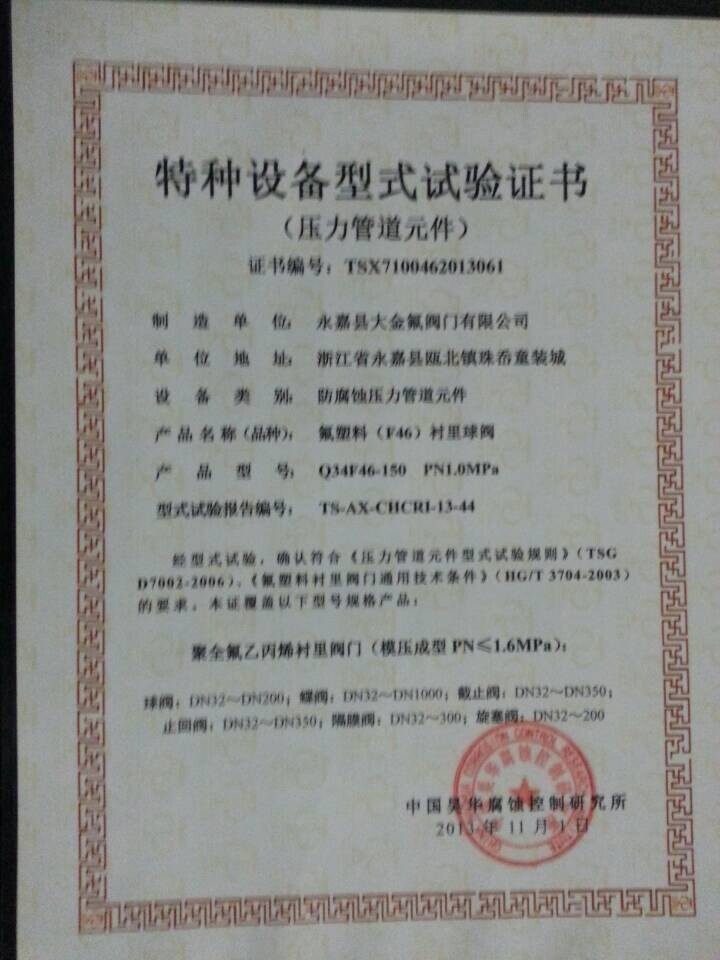 特种设备型式试验证书
（压力管道元件）
证书编号：TSX7100462013061
制造单位：永嘉县大金氟阀门有限公司
单位地址：浙江省永嘉县瓯北镇珠岙童装城
设备类别：防腐蚀压力管道元件
产品名称（品种）：氟塑料（F46）衬里球阀
产品型号：Q34F46-150 PN1.0MPa
型式试验报告编号：TS-AX-CHCRI-13-44
经型式试验，确认符合《压力管道元件型式试验规则》（TSG
D7002-2006）、《氟塑料衬里阀门通用技术条件》（HG/T 3704-2003）
的要求。本证覆盖以下型号规格产品：
聚全氟乙丙烯衬里阀门（模压成型 PN≤1.6MPa）：
球阀：DN32～DN200；蝶阀：DN32～DN1000；截止阀：DN32～DN350；
止回阀：DN32～DN350；隔膜阀：DN32～300；旋塞阀：DN32～200
中国昊华腐蚀控制研究所
2013年11月1日